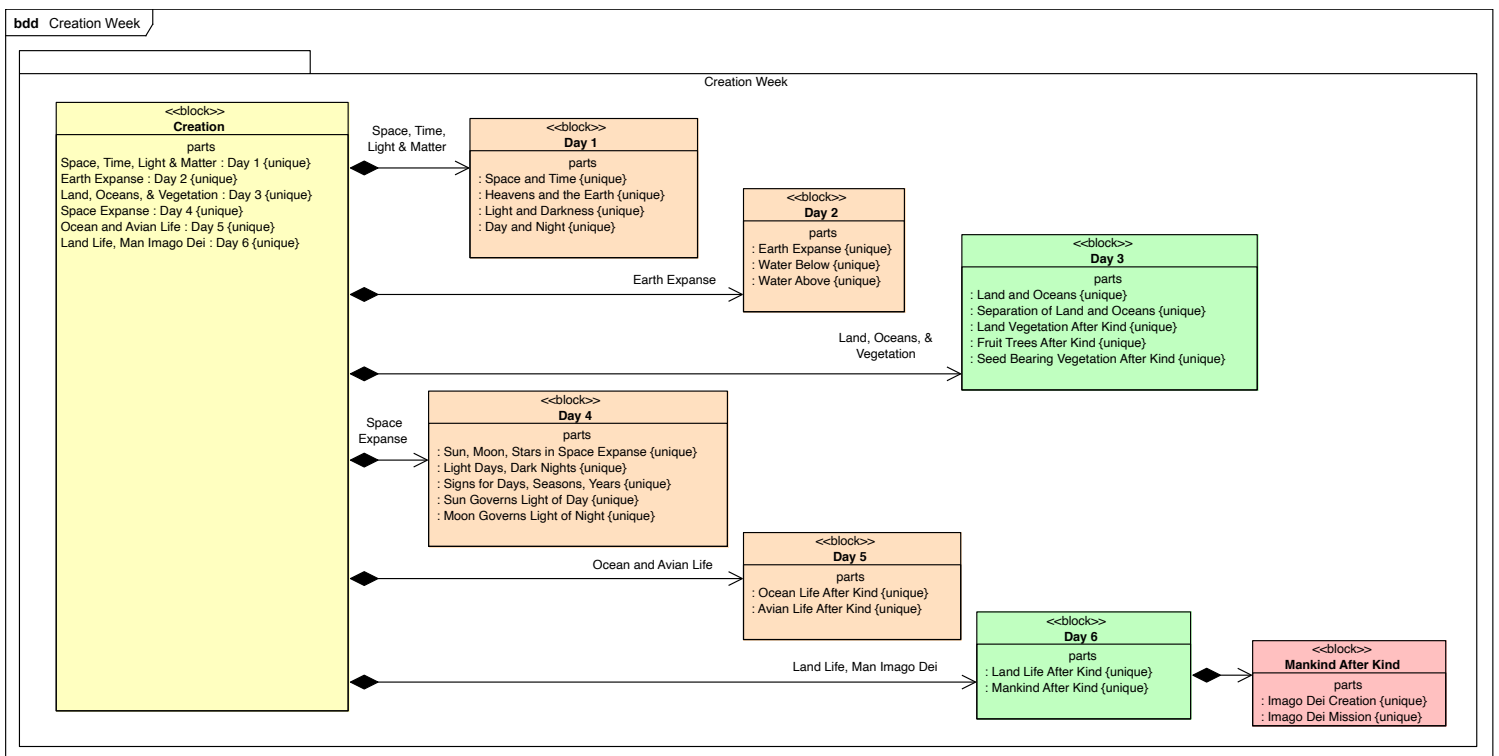 bdd Creation Week
Creation Week
<<block>>
Creation
parts
Space, Time, Light & Matter : Day 1 {unique}
Earth Expanse : Day 2 {unique}
Land, Oceans, & Vegetation : Day 3 {unique}
Space Expanse : Day 4 {unique}
Ocean and Avian Life : Day 5 {unique}
Land Life, Man Imago Dei : Day 6 {unique}
Space, Time,
Light & Matter
<<block>>
Day 1
parts
: Space and Time {unique}
: Heavens and the Earth {unique}
: Light and Darkness {unique}
: Day and Night {unique}
Earth Expanse
<<block>>
Day 2
parts
: Earth Expanse {unique}
: Water Below {unique}
: Water Above {unique}
Land, Oceans, &
Vegetation
<<block>>
Day 3
parts
: Land and Oceans {unique}
: Separation of Land and Oceans {unique}
: Land Vegetation After Kind {unique}
: Fruit Trees After Kind {unique}
: Seed Bearing Vegetation After Kind {unique}
Space
Expanse
<<block>>
Day 4
parts
: Sun, Moon, Stars in Space Expanse {unique}
: Light Days, Dark Nights {unique}
: Signs for Days, Seasons, Years {unique}
: Sun Governs Light of Day {unique}
: Moon Governs Light of Night {unique}
Ocean and Avian Life
<<block>>
Day 5
parts
: Ocean Life After Kind {unique}
: Avian Life After Kind {unique}
Land Life, Man Imago Dei
<<block>>
Day 6
parts
: Land Life After Kind {unique}
: Mankind After Kind {unique}
<<block>>
Mankind After Kind
parts
: Imago Dei Creation {unique}
: Imago Dei Mission {unique}